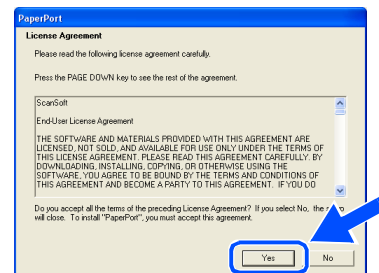 PaperPort
License Agreement
Please read the following license agreement carefully.
Press the PAGE DOWN key to see the rest of the agreement.
ScanSoft
End-User License Agreement
THE SOFTWARE AND MATERIALS PROVIDED WITH THIS AGREEMENT ARE
LICENSED, NOT SOLD, AND AVAILABLE FOR USE ONLY UNDER THE TERMS OF
THIS LICENSE AGREEMENT. PLEASE READ THIS AGREEMENT CAREFULLY. BY
DOWNLOADING, INSTALLING, COPYING, OR OTHERWISE USING THE
SOFTWARE, YOU AGREE TO BE BOUND BY THE TERMS AND CONDITIONS OF
THIS AGREEMENT AND BECOME A PARTY TO THIS AGREEMENT. IF YOU DO
Do you accept all the terms of the preceding License Agreement? If you select No, the
will close. To install "PaperPort", you must accept this agreement.
Yes No